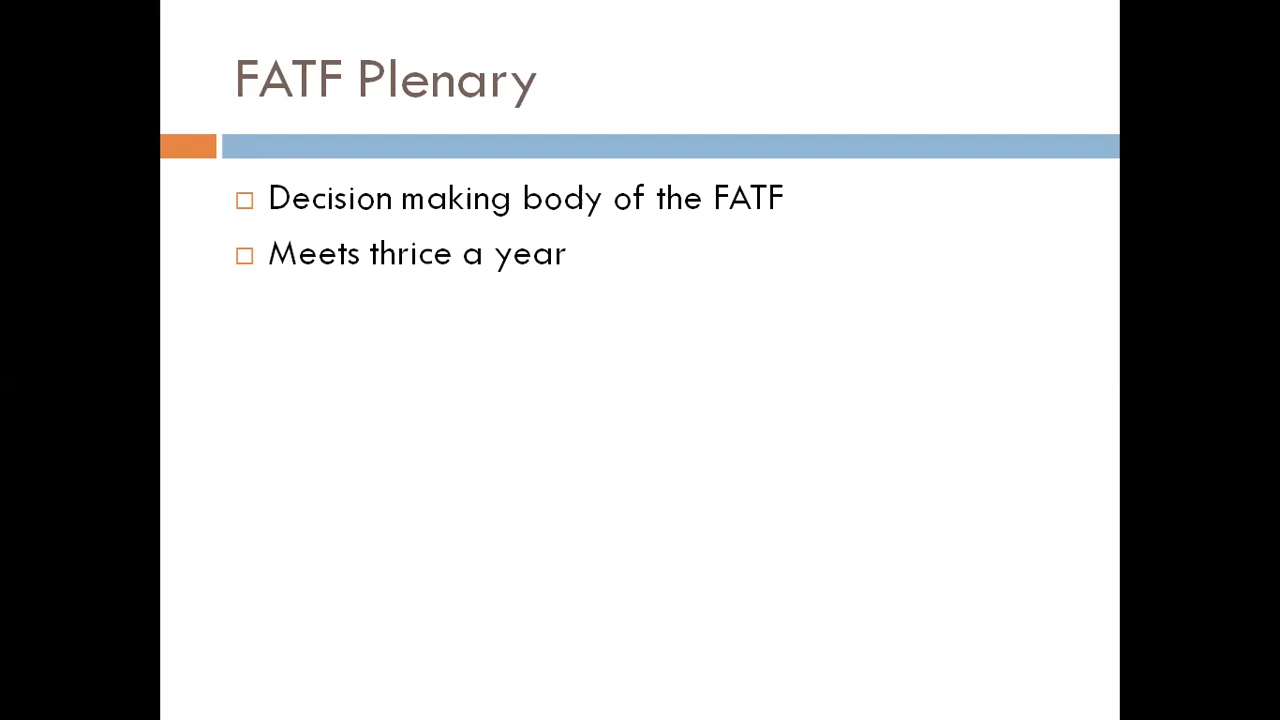 FATF Plenary
Decision making body of the FATF
Meets thrice a year